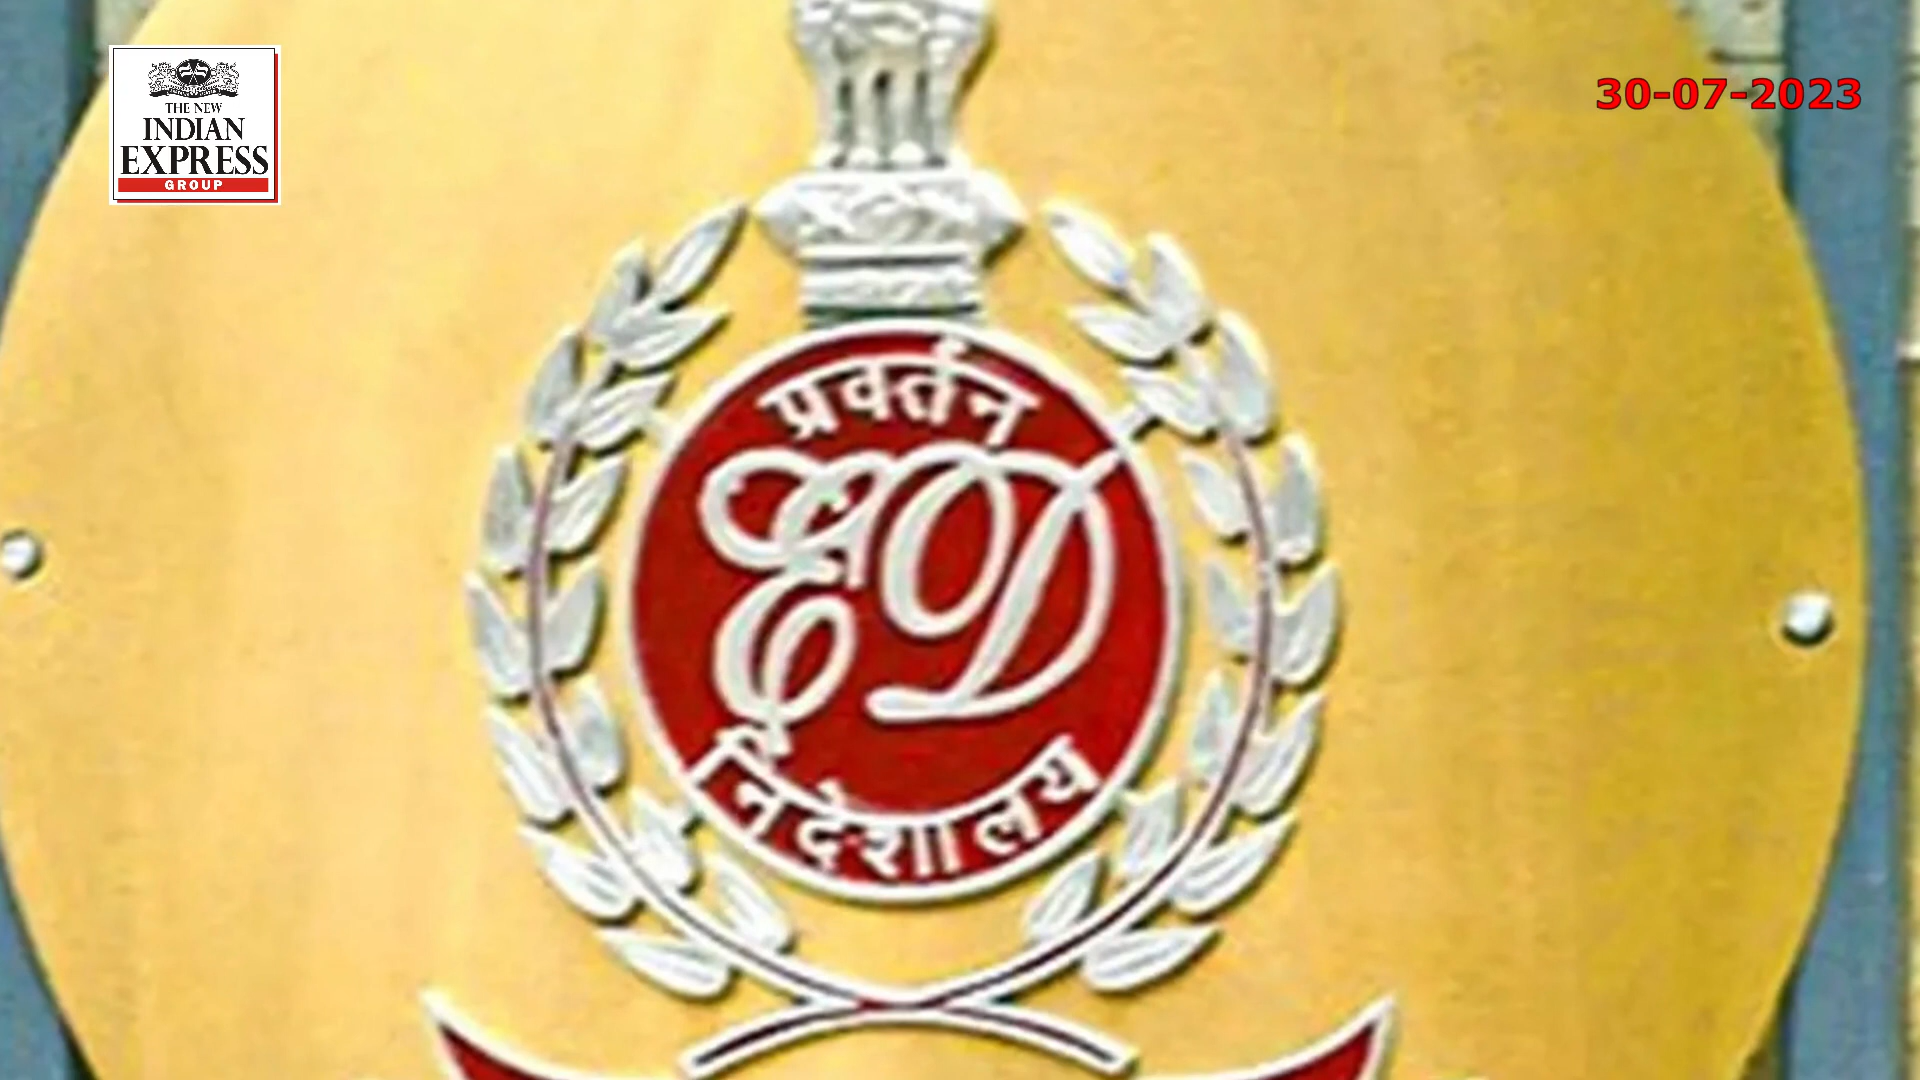 THE NEW
INDIAN
EXPRESS
GROUP
30-07-2023
प्रवर्तन
ED
निदेशालय